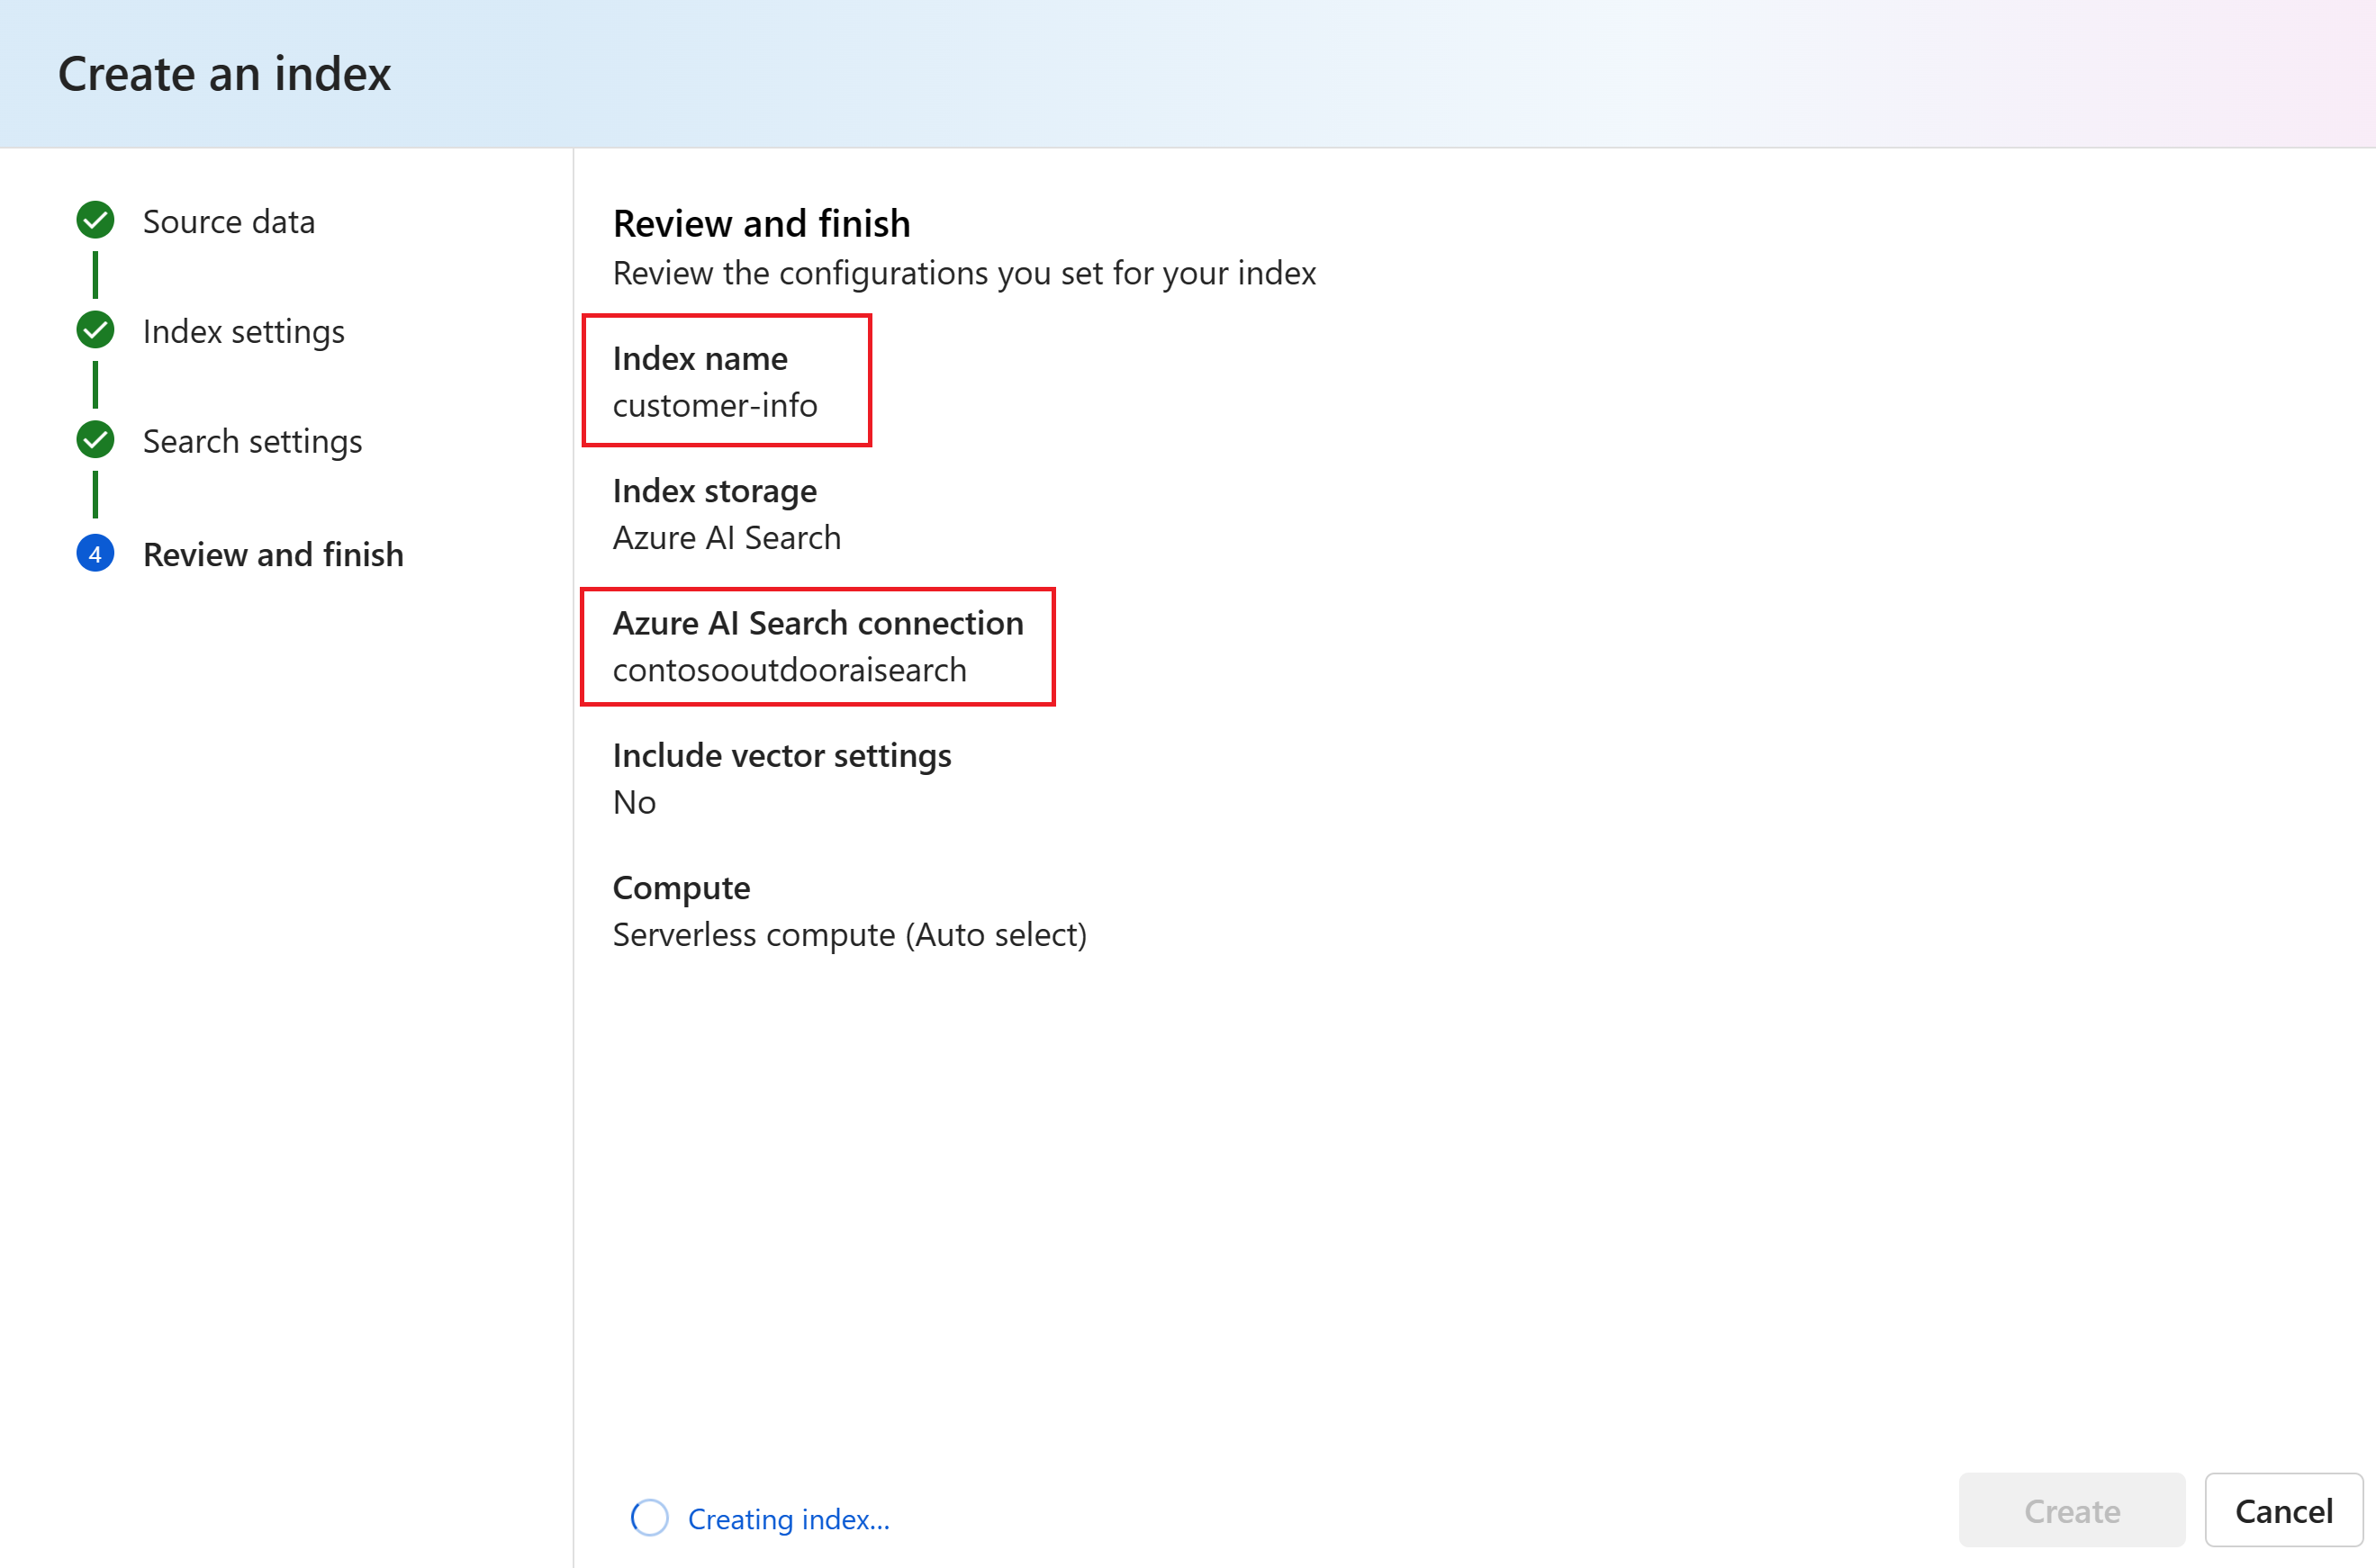 Create an index
Source data
Index settings
Search settings
4 Review and finish
Review and finish
Review the configurations you set for your index
Index name
customer-info
Index storage
Azure AI Search
Azure AI Search connection
contosooutdooraisearch
Include vector settings
No
Compute
Serverless compute (Auto select)
Creating index...
Create Cancel